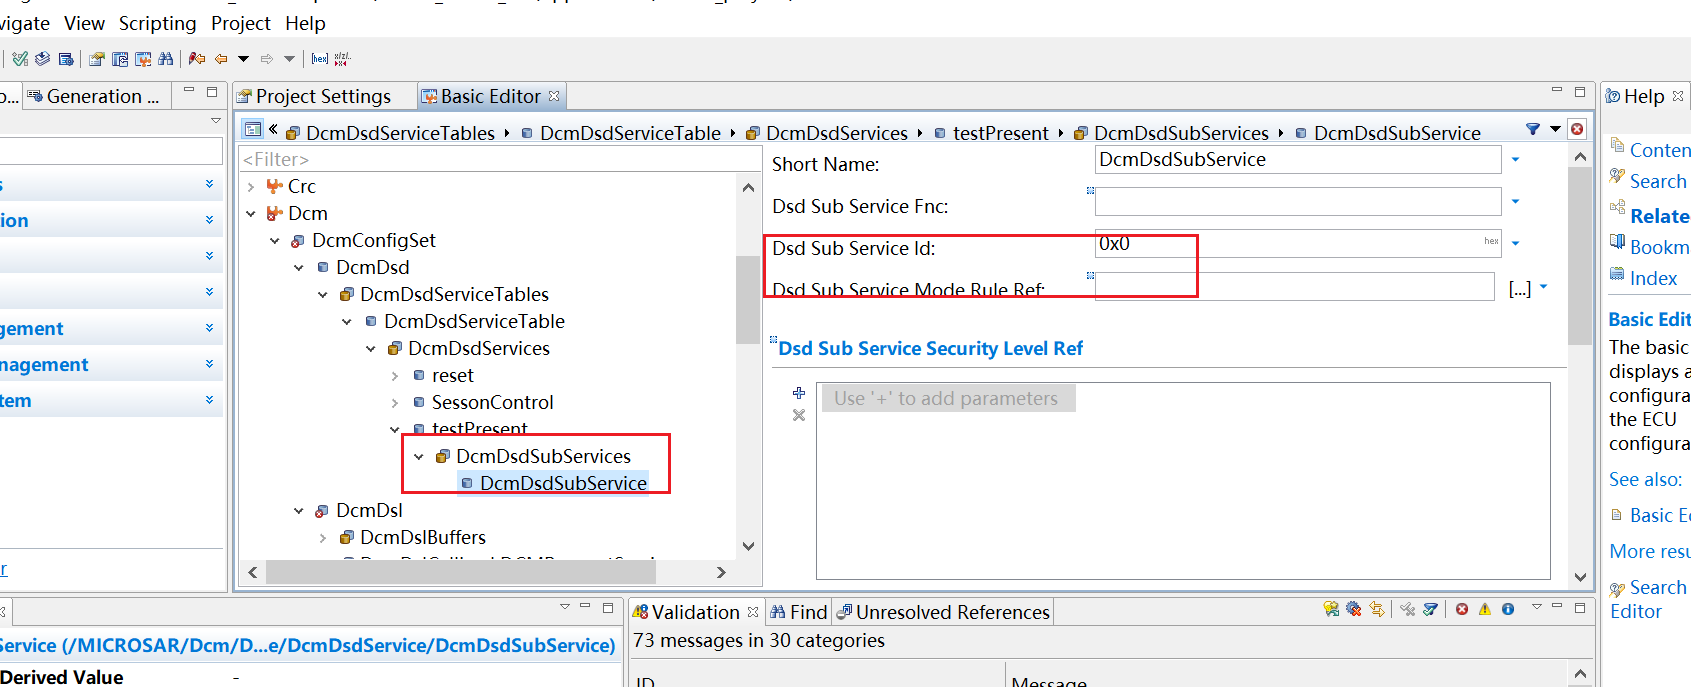 vigate View Scripting Project Help
o... Generation ... Project Settings Basic Editor Help
« DcmDsdServiceTables DcmDsdServiceTable DcmDsdServices testPresent DcmDsdSubServices DcmDsdSubService
<Filter>
Crc
Dcm
DcmConfigSet
DcmDsd
DcmDsdServiceTables
DcmDsdServiceTable
DcmDsdServices
reset
SessonControl
testPresent
DcmDsdSubServices
DcmDsdSubService
DcmDsl
DcmDslBuffers
s
ion
gement
nagement
tem
r
Short Name: DcmDsdSubService
Dsd Sub Service Fnc:
Dsd Sub Service Id: 0x0 hex
Dsd Sub Service Mode Rule Ref: [...]
Dsd Sub Service Security Level Ref
Use '+' to add parameters
Conten
Search
Relate
Bookm
Index
Basic Edit
The basic
displays a
configura
the ECU
configura
See also:
Basic E
More resu
Search
Editor
Service (/MICROSAR/Dcm/D...e/DcmDsdService/DcmDsdSubService)
Derived Value -
Validation Find Unresolved References
73 messages in 30 categories
ID Message